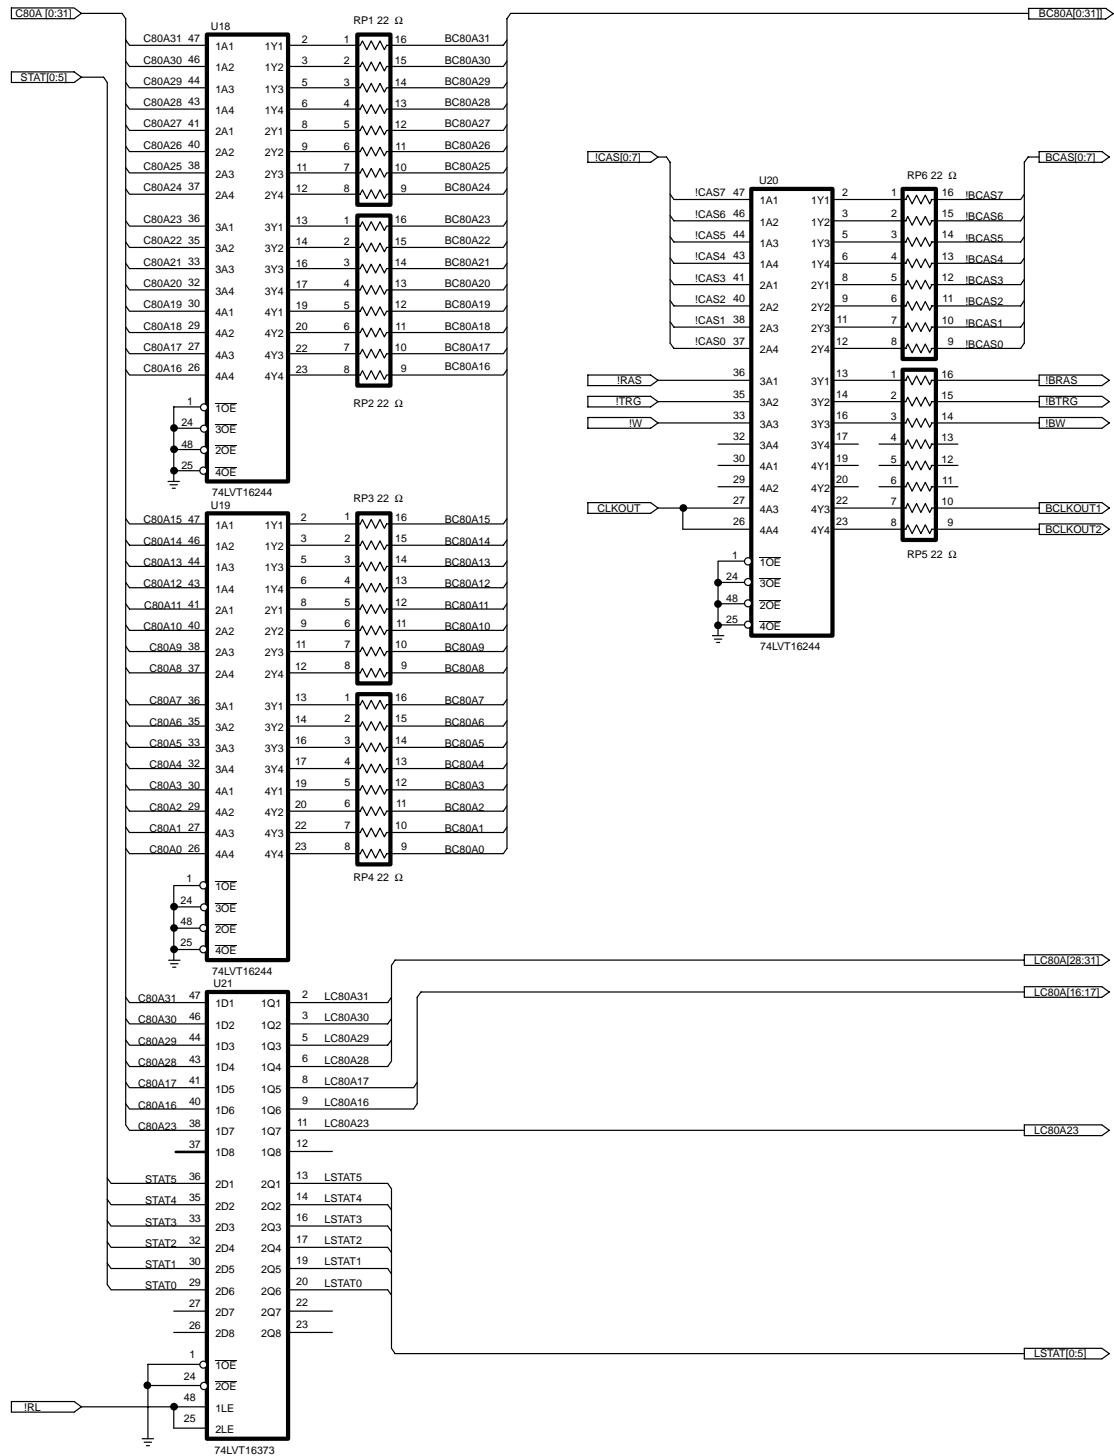 C80A [0:31]
STAT[0:5]
U18
RP1 22 Ω
BC80A[0:31]]
C80A31 47 1A1 1Y1 2 1 16 BC80A31
C80A30 46 1A2 1Y2 3 2 15 BC80A30
C80A29 44 1A3 1Y3 5 3 14 BC80A29
C80A28 43 1A4 1Y4 6 4 13 BC80A28
C80A27 41 2A1 2Y1 8 5 12 BC80A27
C80A26 40 2A2 2Y2 9 6 11 BC80A26
C80A25 38 2A3 2Y3 11 7 10 BC80A25
C80A24 37 2A4 2Y4 12 8 9 BC80A24
C80A23 36 3A1 3Y1 13 1 16 BC80A23
C80A22 35 3A2 3Y2 14 2 15 BC80A22
C80A21 33 3A3 3Y3 16 3 14 BC80A21
C80A20 32 3A4 3Y4 17 4 13 BC80A20
C80A19 30 4A1 4Y1 19 5 12 BC80A19
C80A18 29 4A2 4Y2 20 6 11 BC80A18
C80A17 27 4A3 4Y3 22 7 10 BC80A17
C80A16 26 4A4 4Y4 23 8 9 BC80A16
RP2 22 Ω
1 1OE
24 3OE
48 2OE
25 4OE
74LVT16244
U19
RP3 22 Ω
C80A15 47 1A1 1Y1 2 1 16 BC80A15
C80A14 46 1A2 1Y2 3 2 15 BC80A14
C80A13 44 1A3 1Y3 5 3 14 BC80A13
C80A12 43 1A4 1Y4 6 4 13 BC80A12
C80A11 41 2A1 2Y1 8 5 12 BC80A11
C80A10 40 2A2 2Y2 9 6 11 BC80A10
C80A9 38 2A3 2Y3 11 7 10 BC80A9
C80A8 37 2A4 2Y4 12 8 9 BC80A8
C80A7 36 3A1 3Y1 13 1 16 BC80A7
C80A6 35 3A2 3Y2 14 2 15 BC80A6
C80A5 33 3A3 3Y3 16 3 14 BC80A5
C80A4 32 3A4 3Y4 17 4 13 BC80A4
C80A3 30 4A1 4Y1 19 5 12 BC80A3
C80A2 29 4A2 4Y2 20 6 11 BC80A2
C80A1 27 4A3 4Y3 22 7 10 BC80A1
C80A0 26 4A4 4Y4 23 8 9 BC80A0
RP4 22 Ω
1 1OE
24 3OE
48 2OE
25 4OE
74LVT16244
!CAS[0:7]
U20
RP6 22 Ω
BCAS[0:7]
!CAS7 47 1A1 1Y1 2 1 16 !BCAS7
!CAS6 46 1A2 1Y2 3 2 15 !BCAS6
!CAS5 44 1A3 1Y3 5 3 14 !BCAS5
!CAS4 43 1A4 1Y4 6 4 13 !BCAS4
!CAS3 41 2A1 2Y1 8 5 12 !BCAS3
!CAS2 40 2A2 2Y2 9 6 11 !BCAS2
!CAS1 38 2A3 2Y3 11 7 10 !BCAS1
!CAS0 37 2A4 2Y4 12 8 9 !BCAS0
!RAS 36 3A1 3Y1 13 1 16 !BRAS
!TRG 35 3A2 3Y2 14 2 15 !BTRG
!W 33 3A3 3Y3 16 3 14 !BW
32 3A4 3Y4 17 4 13
30 4A1 4Y1 19 5 12
29 4A2 4Y2 20 6 11
CLKOUT 27 4A3 4Y3 22 7 10 BCLKOUT1
26 4A4 4Y4 23 8 9 BCLKOUT2
RP5 22 Ω
1 1OE
24 3OE
48 2OE
25 4OE
74LVT16244
U21
LC80A[28:31]
LC80A[16:17]
C80A31 47 1D1 1Q1 2 LC80A31
C80A30 46 1D2 1Q2 3 LC80A30
C80A29 44 1D3 1Q3 5 LC80A29
C80A28 43 1D4 1Q4 6 LC80A28
C80A17 41 1D5 1Q5 8 LC80A17
C80A16 40 1D6 1Q6 9 LC80A16
C80A23 38 1D7 1Q7 11 LC80A23 LC80A23
37 1D8 1Q8 12
STAT5 36 2D1 2Q1 13 LSTAT5
STAT4 35 2D2 2Q2 14 LSTAT4
STAT3 33 2D3 2Q3 16 LSTAT3
STAT2 32 2D4 2Q4 17 LSTAT2
STAT1 30 2D5 2Q5 19 LSTAT1
STAT0 29 2D6 2Q6 20 LSTAT0
27 2D7 2Q7 22
26 2D8 2Q8 23
LSTAT[0:5]
1 1OE
24 2OE
!RL 48 1LE
25 2LE
74LVT16373